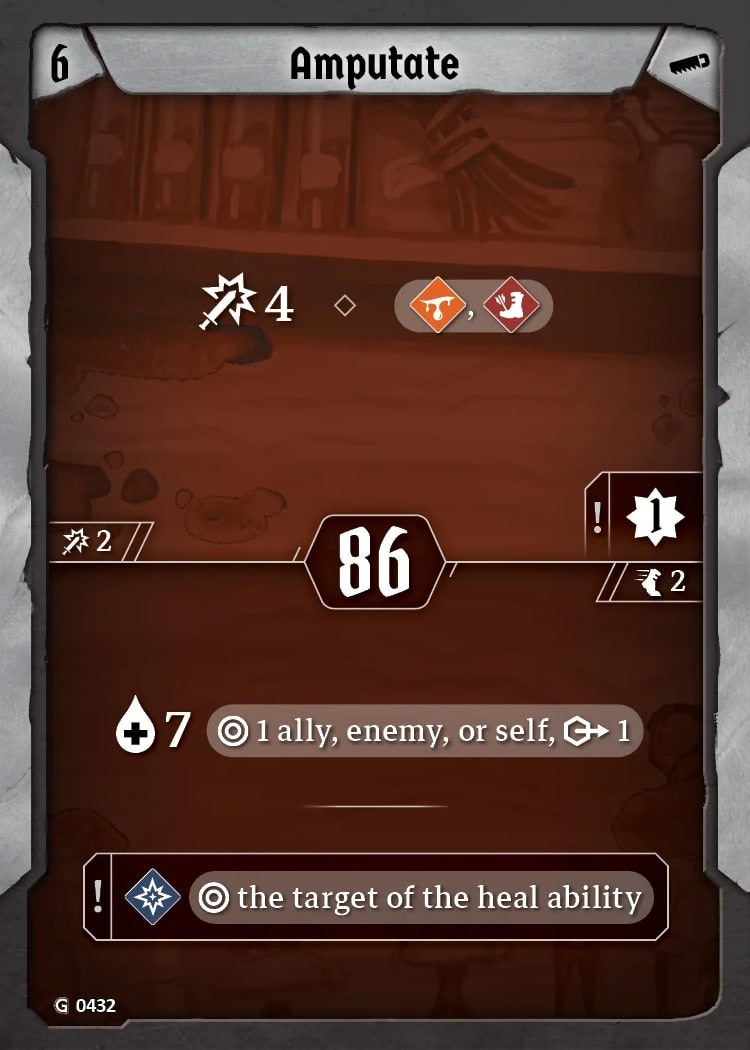 6 Amputate
4 ,
! 1
2
86
2
7 1 ally, enemy, or self, 1
! the target of the heal ability
G 0432